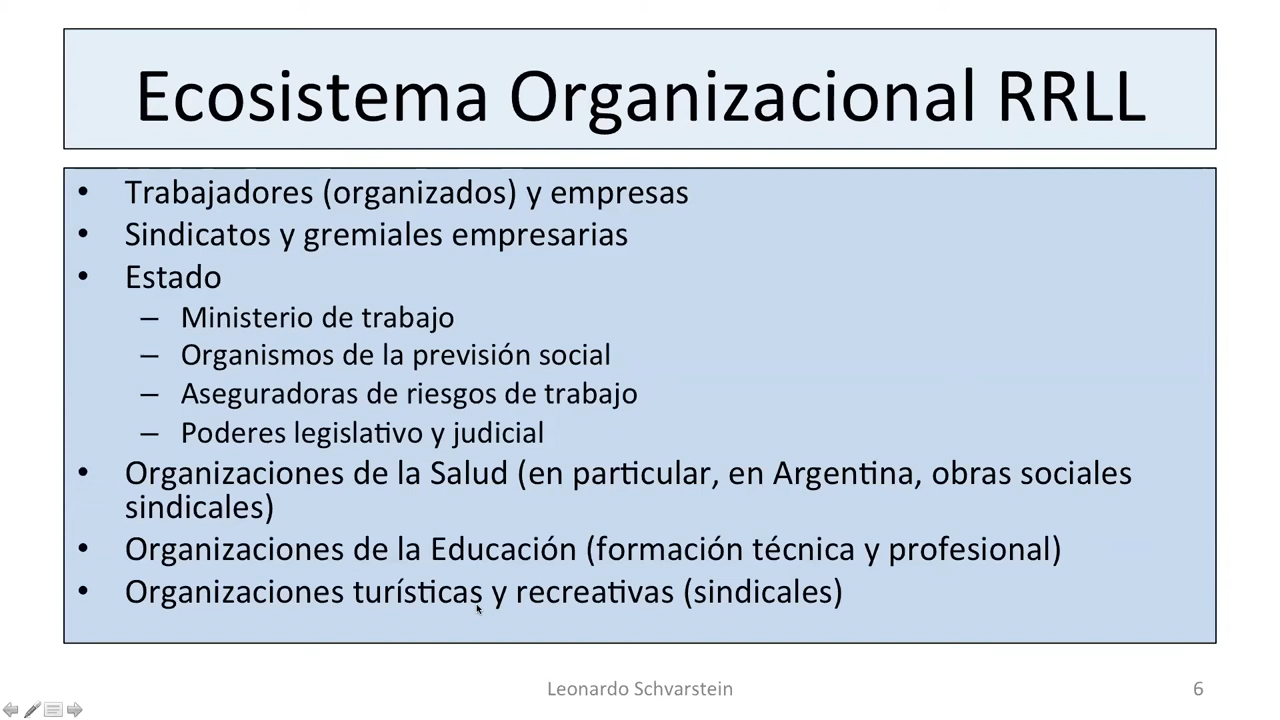 Ecosistema Organizacional RRLL
• Trabajadores (organizados) y empresas
• Sindicatos y gremiales empresarias
• Estado
– Ministerio de trabajo
– Organismos de la previsión social
– Aseguradoras de riesgos de trabajo
– Poderes legislativo y judicial
• Organizaciones de la Salud (en particular, en Argentina, obras sociales
sindicales)
• Organizaciones de la Educación (formación técnica y profesional)
• Organizaciones turísticas y recreativas (sindicales)
Leonardo Schvarstein
6